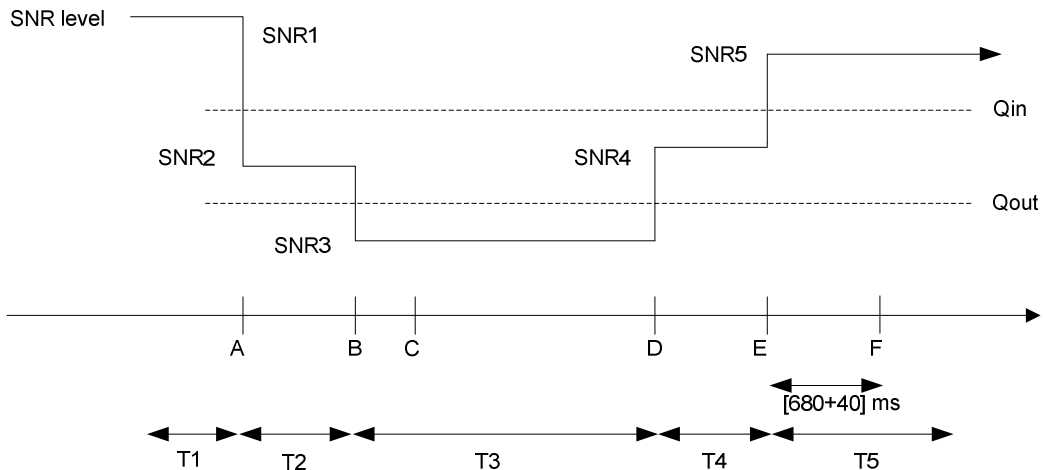 SNR level
SNR1
SNR5
Qin
SNR2
SNR4
Qout
SNR3
A B C D E F
[680+40] ms
T1 T2 T3 T4 T5